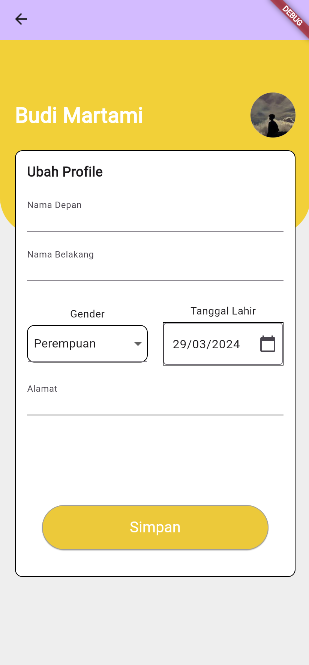 DEBUG
Budi Martami
Ubah Profile
Nama Depan
Nama Belakang
Gender
Tanggal Lahir
Perempuan
29/03/2024
Alamat
Simpan